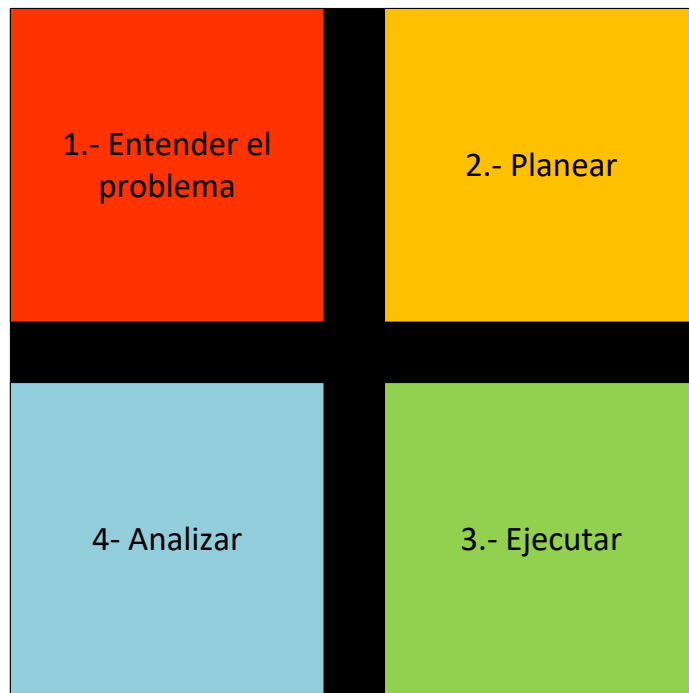 1.- Entender el
problema
2.- Planear
4- Analizar
3.- Ejecutar